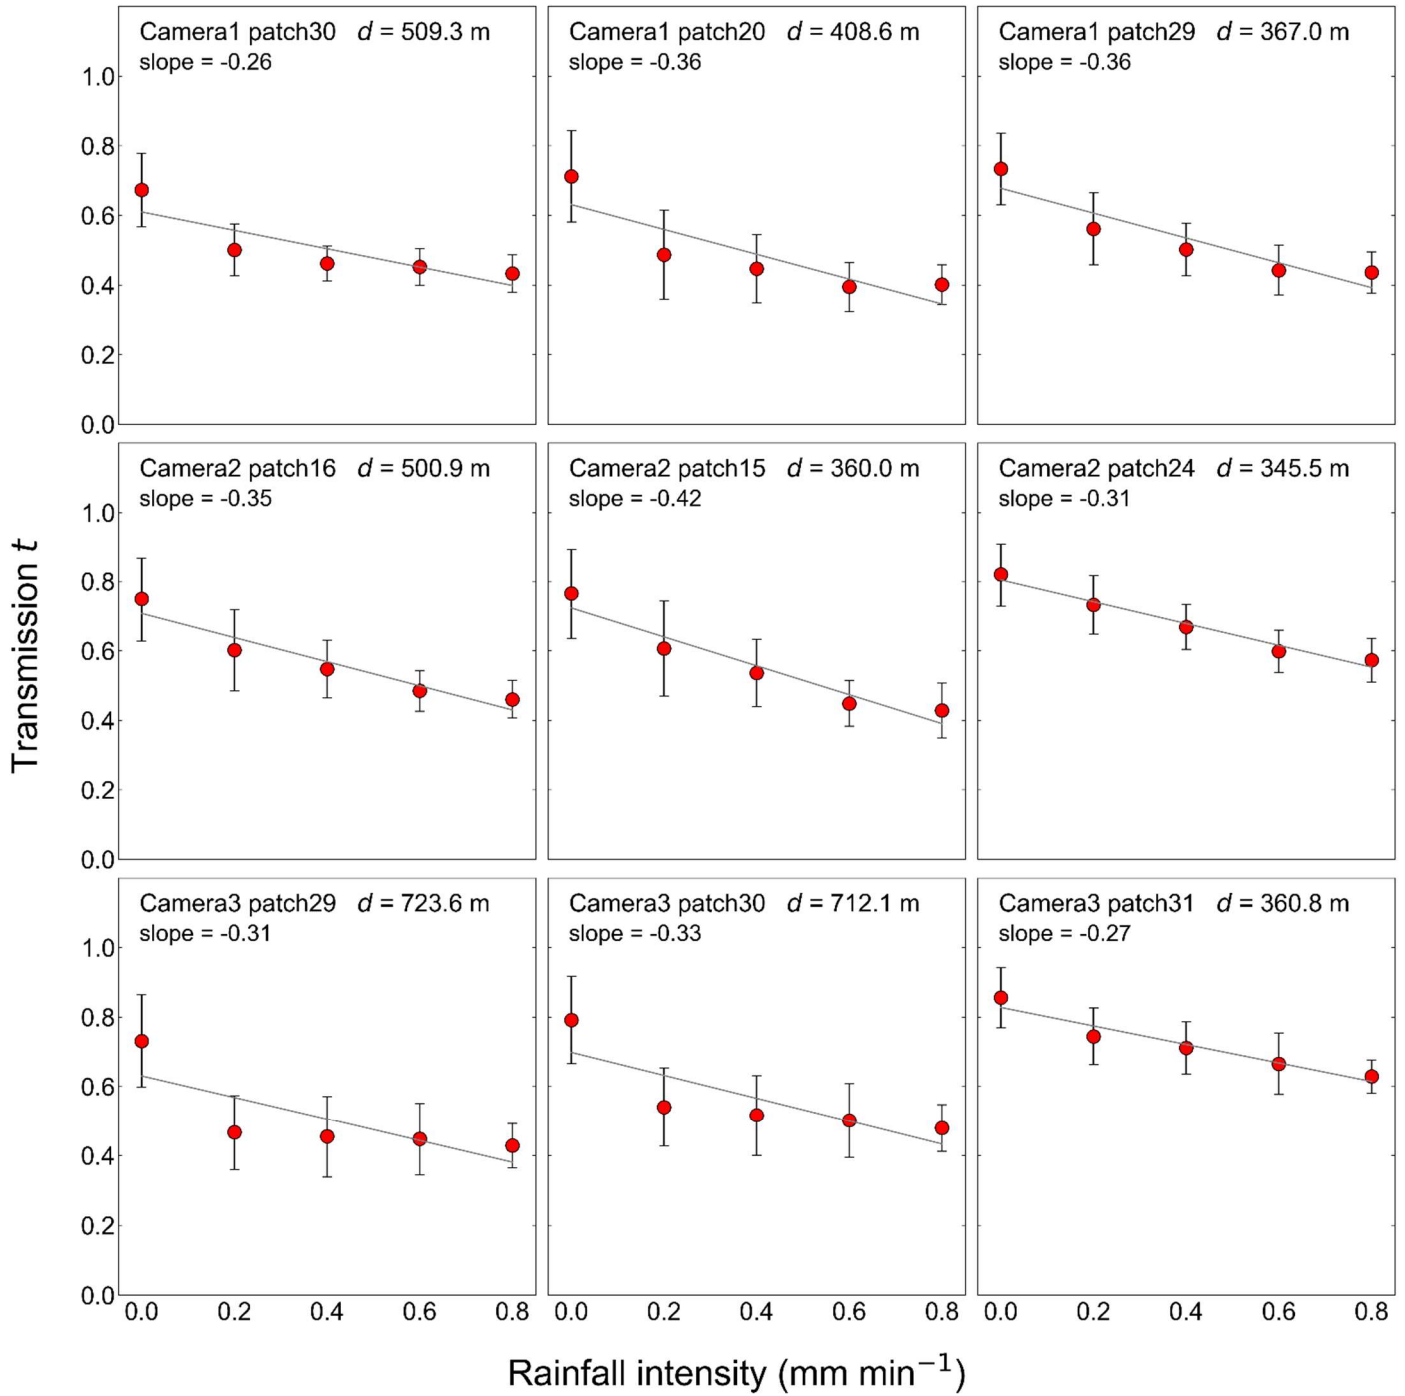 Camera1 patch30 d = 509.3 m
slope = -0.26
Camera1 patch20 d = 408.6 m
slope = -0.36
Camera1 patch29 d = 367.0 m
slope = -0.36
1.0
0.8
0.6
0.4
0.2
0.0
Camera2 patch16 d = 500.9 m
slope = -0.35
Camera2 patch15 d = 360.0 m
slope = -0.42
Camera2 patch24 d = 345.5 m
slope = -0.31
1.0
0.8
0.6
0.4
0.2
0.0
Transmission t
Camera3 patch29 d = 723.6 m
slope = -0.31
Camera3 patch30 d = 712.1 m
slope = -0.33
Camera3 patch31 d = 360.8 m
slope = -0.27
1.0
0.8
0.6
0.4
0.2
0.0
0.0 0.2 0.4 0.6 0.8
0.0 0.2 0.4 0.6 0.8
0.0 0.2 0.4 0.6 0.8
Rainfall intensity (mm min⁻¹)